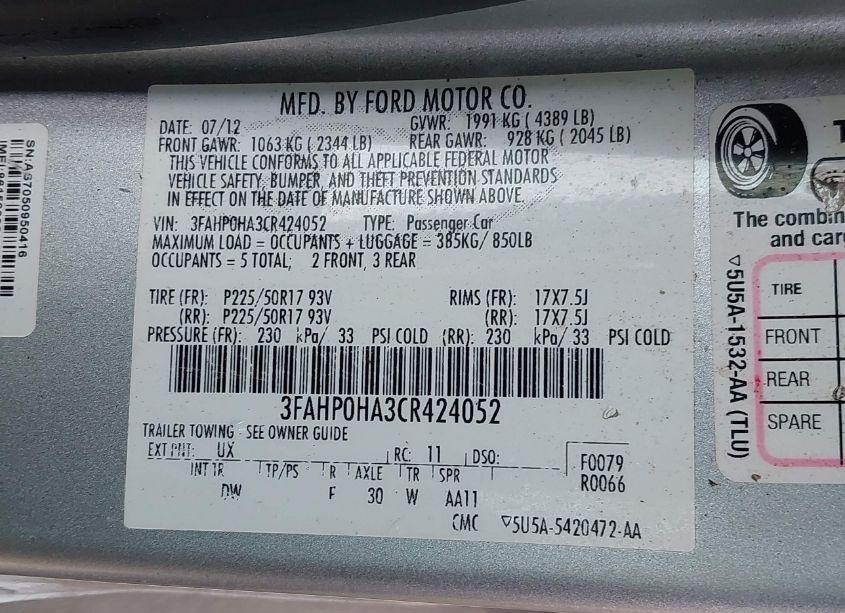 MFD. BY FORD MOTOR CO.
DATE: 07/12 GVWR: 1991 KG ( 4389 LB)
FRONT GAWR: 1063 KG ( 2344 LB) REAR GAWR: 928 KG ( 2045 LB)
THIS VEHICLE CONFORMS TO ALL APPLICABLE FEDERAL MOTOR
VEHICLE SAFETY, BUMPER, AND THEFT PREVENTION STANDARDS
IN EFFECT ON THE DATE OF MANUFACTURE SHOWN ABOVE.
VIN: 3FAHP0HA3CR424052 TYPE: Passenger Car
MAXIMUM LOAD = OCCUPANTS + LUGGAGE = 385KG/ 850LB
OCCUPANTS = 5 TOTAL; 2 FRONT, 3 REAR
TIRE (FR): P225/50R17 93V RIMS (FR): 17X7.5J
(RR): P225/50R17 93V (RR): 17X7.5J
PRESSURE (FR): 230 kPa/ 33 PSI COLD (RR): 230 kPa/ 33 PSI COLD
3FAHP0HA3CR424052
TRAILER TOWING - SEE OWNER GUIDE
EXT PNT: UX RC: 11 DSO:
INT TR TP/PS R AXLE TR SPR
DW F 30 W AA11
F0079
R0066
CMC ▽5U5A-5420472-AA
SN:AS7050950416
The combin
and carg
▽5U5A-1532-AA (TLU)
TIRE
FRONT
REAR
SPARE